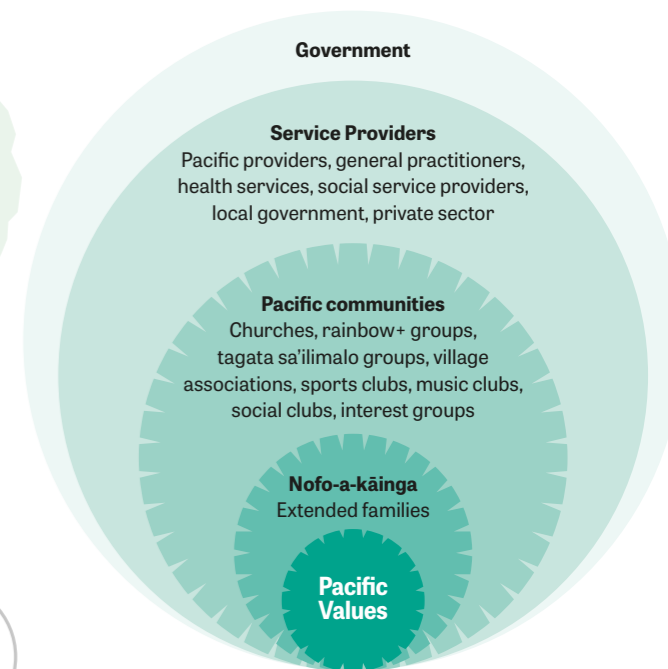 Government
Service Providers
Pacific providers, general practitioners,
health services, social service providers,
local government, private sector
Pacific communities
Churches, rainbow+ groups,
tagata sa'ilimalo groups, village
associations, sports clubs, music clubs,
social clubs, interest groups
Nofo-a-kāinga
Extended families
Pacific
Values